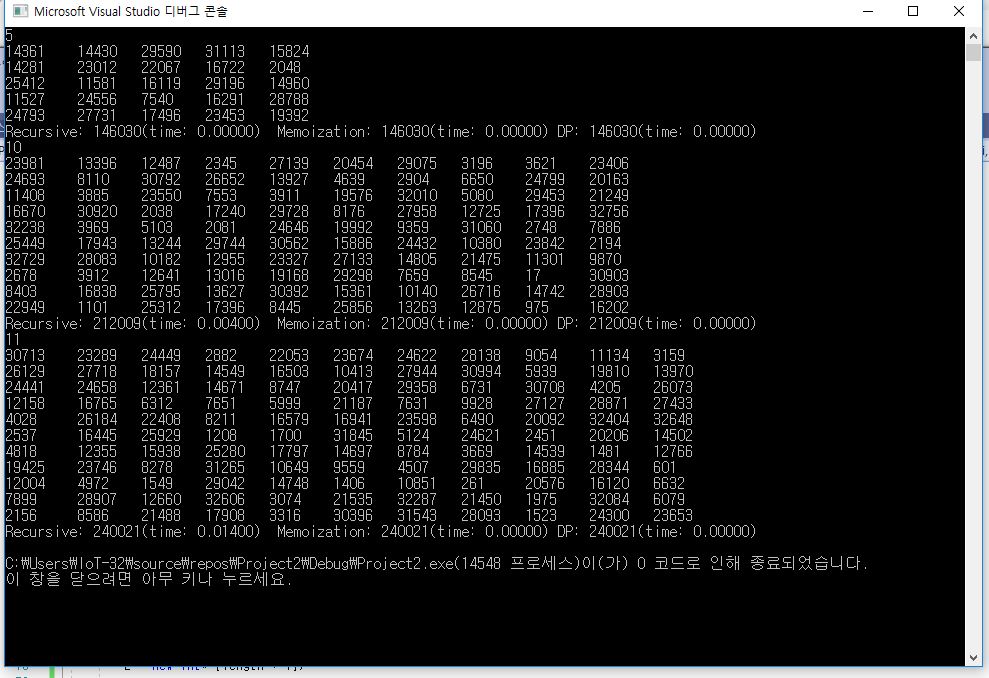 Microsoft Visual Studio 디버그 콘솔
5
14361 14430 29590 31113 15824
14281 23012 22067 16722 2048
25412 11581 16119 29196 14960
11527 24556 7540 16291 28788
24793 27731 17496 23453 19392
Recursive: 146030(time: 0.00000) Memoization: 146030(time: 0.00000) DP: 146030(time: 0.00000)
10
23981 13396 12487 2345 27139 20454 29075 3196 3621 23406
24693 8110 30792 26652 13927 4639 2904 6650 24799 20163
11408 3885 23550 7553 3911 19576 32010 5080 29453 21249
16670 30920 2038 17240 29728 8176 27958 12725 17396 32756
32238 3969 5103 2081 24646 19992 9359 31060 2748 7886
25449 17943 13244 29744 30562 15886 24432 10380 23842 2194
32729 28083 10182 12955 23327 27133 14805 21475 11301 9870
2678 3912 12641 13016 19168 29298 7659 8545 17 30903
8403 16838 25795 13627 30392 15361 10140 26716 14742 28903
22949 1101 25312 17396 8445 25856 13263 12875 975 16202
Recursive: 212009(time: 0.00400) Memoization: 212009(time: 0.00000) DP: 212009(time: 0.00000)
11
30713 23289 24449 2882 22053 23674 24622 28138 9054 11134 3159
26129 27718 18157 14549 16503 10413 27944 30994 5939 19810 13970
24441 24658 12361 14671 8747 20417 29358 6731 30708 4205 26073
12158 16765 6312 7651 5999 21187 7631 9928 27127 28871 27433
4028 26184 22408 8211 16579 16941 23598 6490 20092 32404 32648
2537 16445 25929 1208 1700 31845 5124 24621 2451 20206 14502
4818 12355 15938 25280 17797 14697 8784 3669 14539 1481 12766
19425 23746 8278 31265 10649 9559 4507 29835 16885 28344 601
12004 4972 1549 29042 14748 1406 10851 261 20576 16120 6632
7899 28907 12660 32606 3074 21535 32287 21450 1975 32084 6079
2156 8586 21488 17908 3316 30396 31543 28093 1523 24300 23653
Recursive: 240021(time: 0.01400) Memoization: 240021(time: 0.00000) DP: 240021(time: 0.00000)
C:₩Users₩IoT-32₩source₩repos₩Project2₩Debug₩Project2.exe(14548 프로세스)이(가) 0 코드로 인해 종료되었습니다.
이 창을 닫으려면 아무 키나 누르세요.